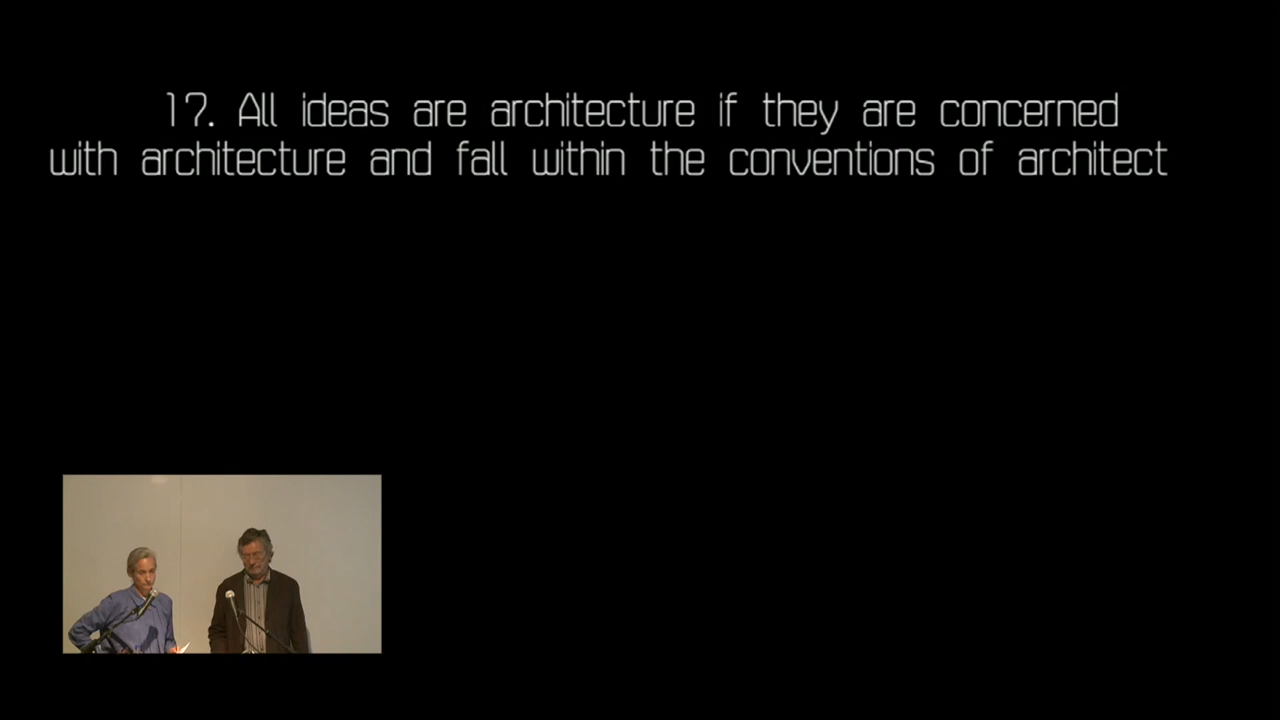 17. All ideas are architecture if they are concerned
with architecture and fall within the conventions of architect